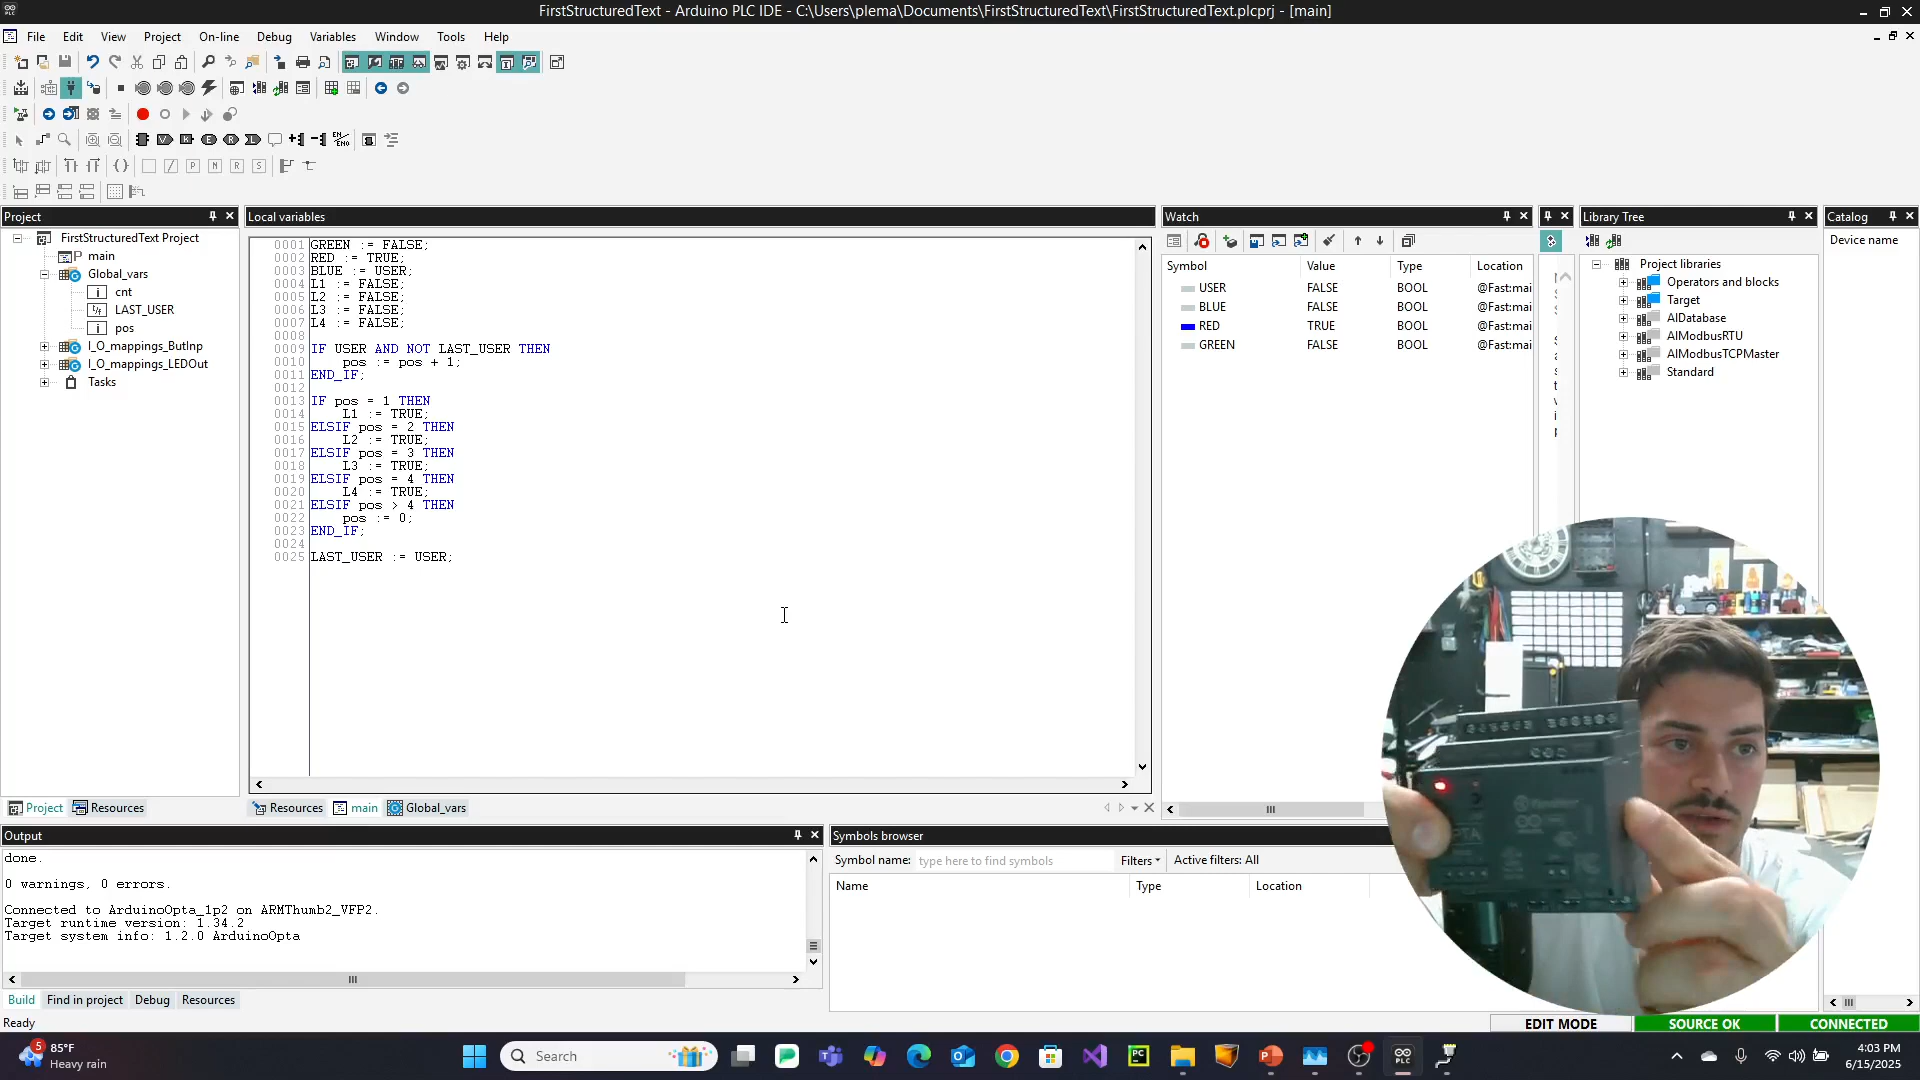 FirstStructuredText - Arduino PLC IDE - C:\Users\plema\Documents\FirstStructuredText\FirstStructuredText.plcprj - [main]
File Edit View Project On-line Debug Variables Window Tools Help
Project
FirstStructuredText Project
main
Global_vars
cnt
LAST_USER
pos
I_O_mappings_ButInp
I_O_mappings_LEDOut
Tasks
Project Resources
Local variables
0001 GREEN := FALSE;
0002 RED := TRUE;
0003 BLUE := USER;
0004 L1 := FALSE;
0005 L2 := FALSE;
0006 L3 := FALSE;
0007 L4 := FALSE;
0008
0009 IF USER AND NOT LAST_USER THEN
0010 pos := pos + 1;
0011 END_IF;
0012
0013 IF pos = 1 THEN
0014 L1 := TRUE;
0015 ELSIF pos = 2 THEN
0016 L2 := TRUE;
0017 ELSIF pos = 3 THEN
0018 L3 := TRUE;
0019 ELSIF pos = 4 THEN
0020 L4 := TRUE;
0021 ELSIF pos > 4 THEN
0022 pos := 0;
0023 END_IF;
0024
0025 LAST_USER := USER;
Resources main Global_vars
Watch
Symbol Value Type Location
USER FALSE BOOL @Fast:mai
BLUE FALSE BOOL @Fast:mai
RED TRUE BOOL @Fast:mai
GREEN FALSE BOOL @Fast:mai
Library Tree
Project libraries
Operators and blocks
Target
AlDatabase
AlModbusRTU
AlModbusTCPMaster
Standard
Catalog
Device name
Output
done.
0 warnings, 0 errors.
Connected to ArduinoOpta_1p2 on ARMThumb2_VFP2.
Target runtime version: 1.34.2
Target system info: 1.2.0 ArduinoOpta
Build Find in project Debug Resources
Symbols browser
Symbol name: type here to find symbols Filters Active filters: All
Name Type Location
Ready
EDIT MODE SOURCE OK CONNECTED
5
85°F
Heavy rain
Search
4:03 PM
6/15/2025